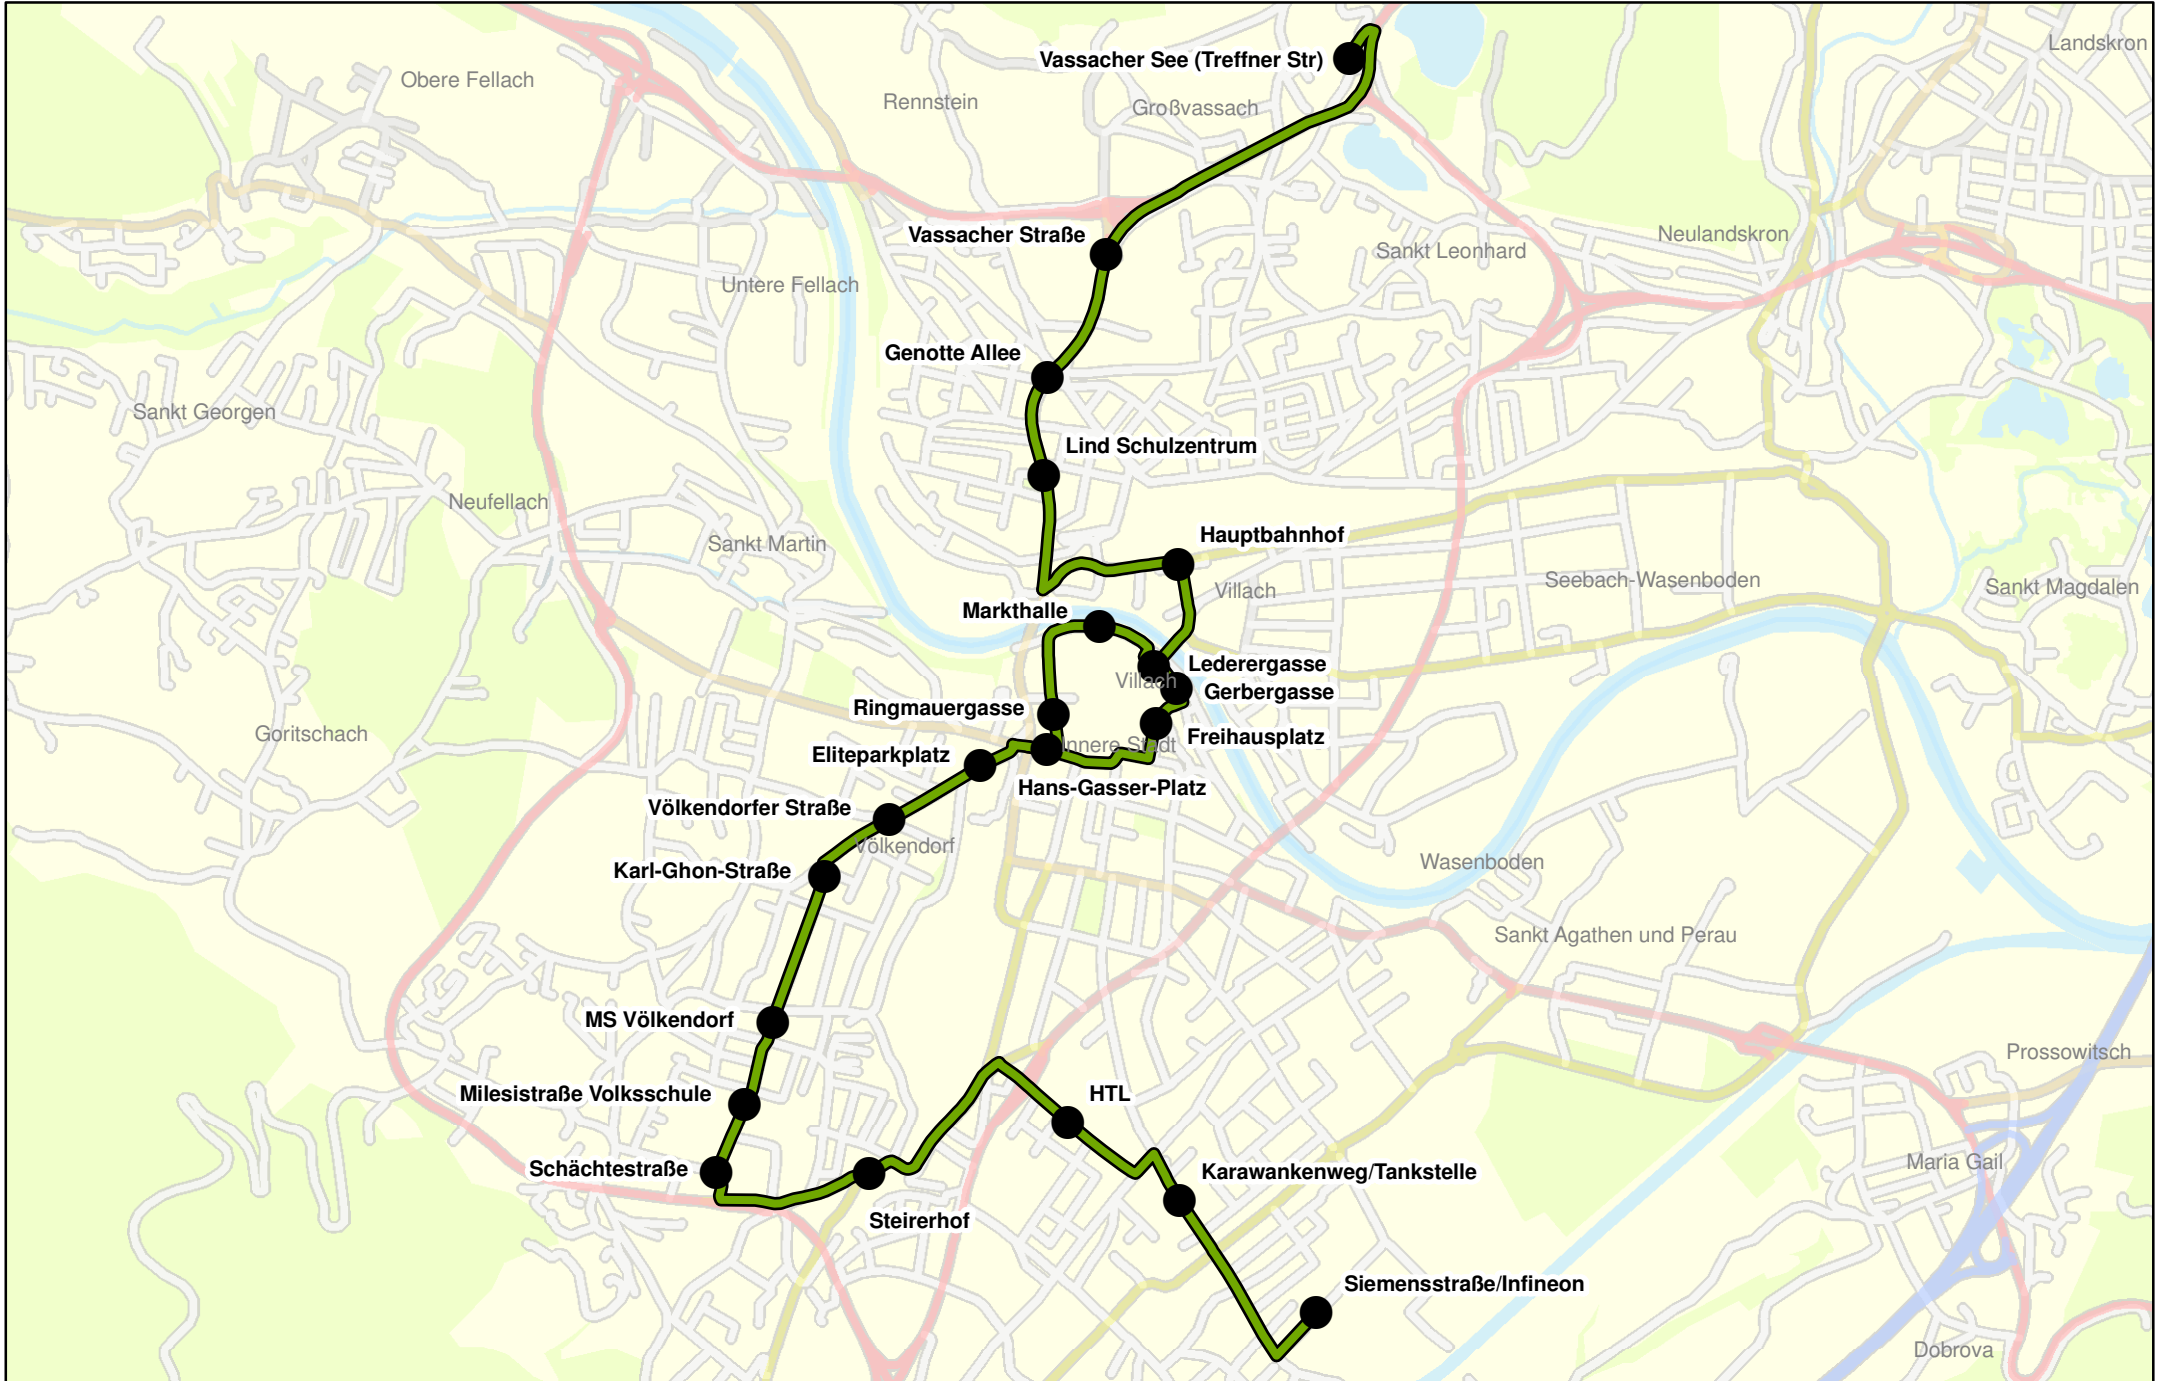 Landskron
Vassacher See (Treffner Str)
Obere Fellach
Rennstein
Großvassach
Vassacher Straße
Neulandskron
Sankt Leonhard
Untere Fellach
Genotte Allee
Sankt Georgen
Lind Schulzentrum
Neufellach
Hauptbahnhof
Sankt Martin
Seebach-Wasenboden
Sankt Magdalen
Villach
Markthalle
Lederergasse
Villach
Gerbergasse
Ringmauergasse
Goritschach
Freihausplatz
Innere Stadt
Eliteparkplatz
Hans-Gasser-Platz
Völkendorfer Straße
Völkendorf
Wasenboden
Karl-Ghon-Straße
Sankt Agathen und Perau
MS Völkendorf
Prossowitsch
Milesistraße Volksschule
HTL
Maria Gail
Schächtestraße
Karawankenweg/Tankstelle
Steirerhof
Siemensstraße/Infineon
Dobrova